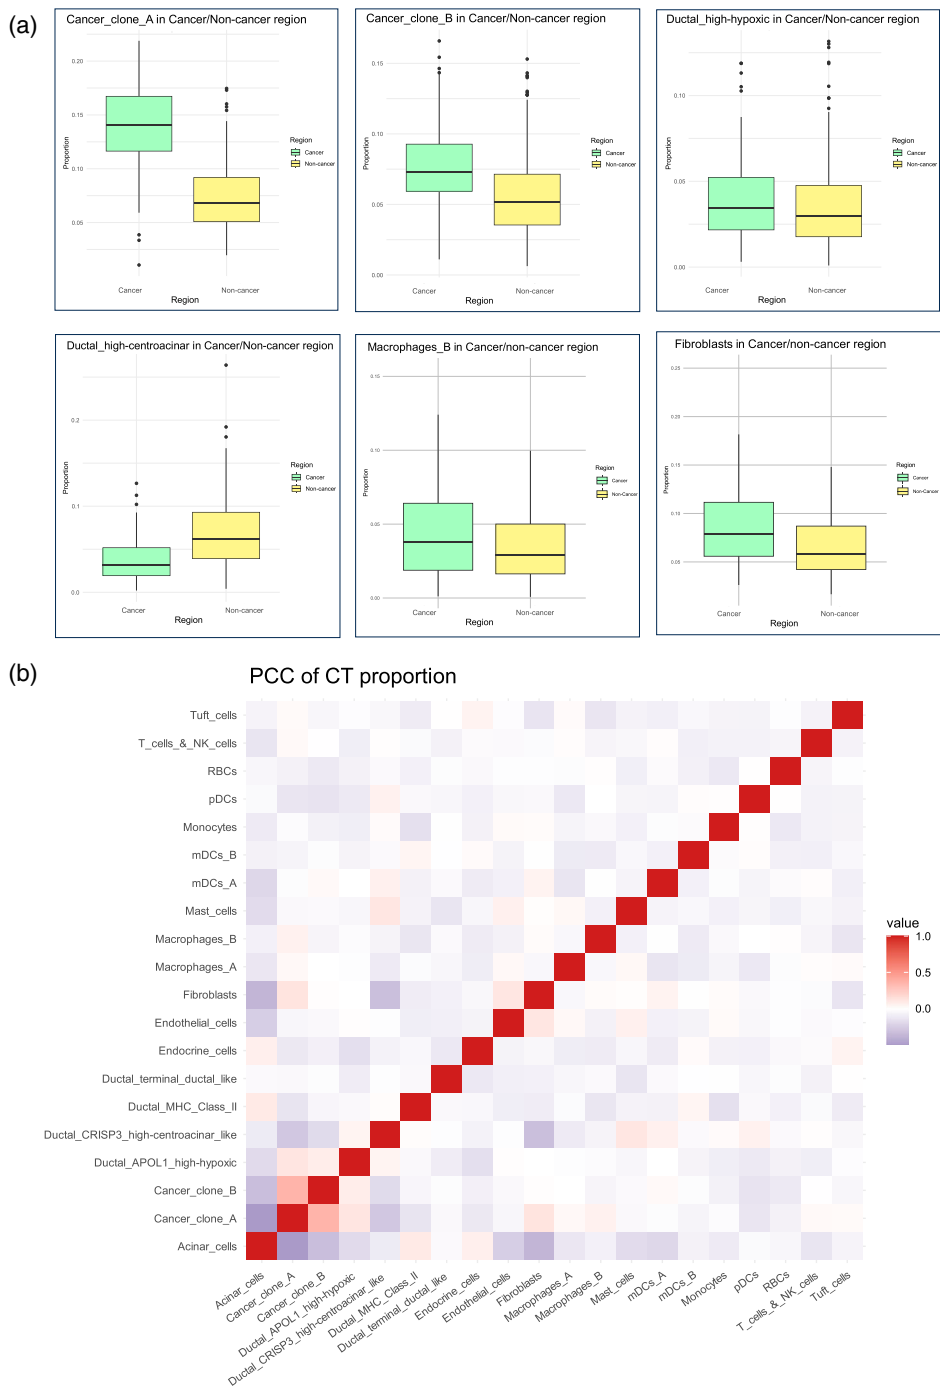 (a)
Cancer_clone_A in Cancer/Non-cancer region
0.20
0.15
0.10
0.05
Proportion
Cancer
Non-cancer
Region
Region
Cancer
Non-cancer
Cancer_clone_B in Cancer/Non-cancer region
0.15
0.10
0.05
0.00
Proportion
Cancer
Non-cancer
Region
Region
Cancer
Non-cancer
Ductal_high-hypoxic in Cancer/Non-cancer region
0.10
0.05
0.00
Proportion
Cancer
Non-cancer
Region
Region
Cancer
Non-cancer
Ductal_high-centroacinar in Cancer/Non-cancer region
0.2
0.1
0.0
Proportion
Cancer
Non-cancer
Region
Region
Cancer
Non-cancer
Macrophages_B in Cancer/non-cancer region
0.15
0.10
0.05
0.00
Proportion
Cancer
Non-cancer
Region
Region
Cancer
Non-Cancer
Fibroblasts in Cancer/non-cancer region
0.25
0.20
0.15
0.10
0.05
Proportion
Cancer
Non-cancer
Region
Region
Cancer
Non-Cancer
(b)
PCC of CT proportion
Tuft_cells
T_cells_&_NK_cells
RBCs
pDCs
Monocytes
mDCs_B
mDCs_A
Mast_cells
Macrophages_B
Macrophages_A
Fibroblasts
Endothelial_cells
Endocrine_cells
Ductal_terminal_ductal_like
Ductal_MHC_Class_II
Ductal_CRISP3_high-centroacinar_like
Ductal_APOL1_high-hypoxic
Cancer_clone_B
Cancer_clone_A
Acinar_cells
Acinar_cells
Cancer_clone_A
Cancer_clone_B
Ductal_APOL1_high-hypoxic
Ductal_CRISP3_high-centroacinar_like
Ductal_MHC_Class_II
Ductal_terminal_ductal_like
Endocrine_cells
Endothelial_cells
Fibroblasts
Macrophages_A
Macrophages_B
Mast_cells
mDCs_A
mDCs_B
Monocytes
pDCs
RBCs
T_cells_&_NK_cells
Tuft_cells
value
1.0
0.5
0.0